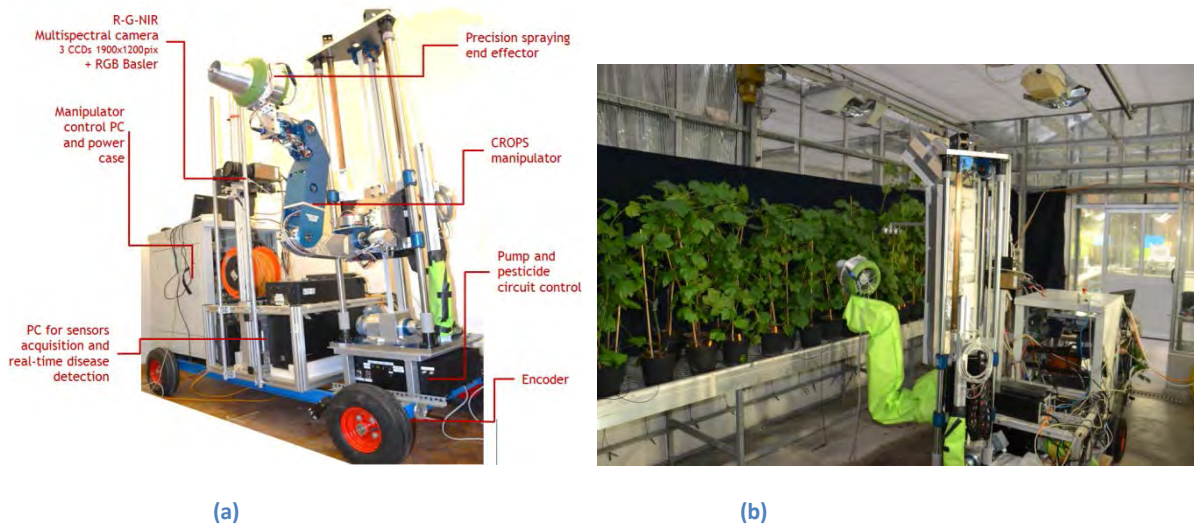 R-G-NIR
Multispectral camera
3 CCDs 1900x1200pix
+ RGB Basler
Precision spraying
end effector
Manipulator
control PC
and power
case
CROPS
manipulator
Pump and
pesticide
circuit control
PC for sensors
acquisition and
real-time disease
detection
Encoder
(a)
(b)